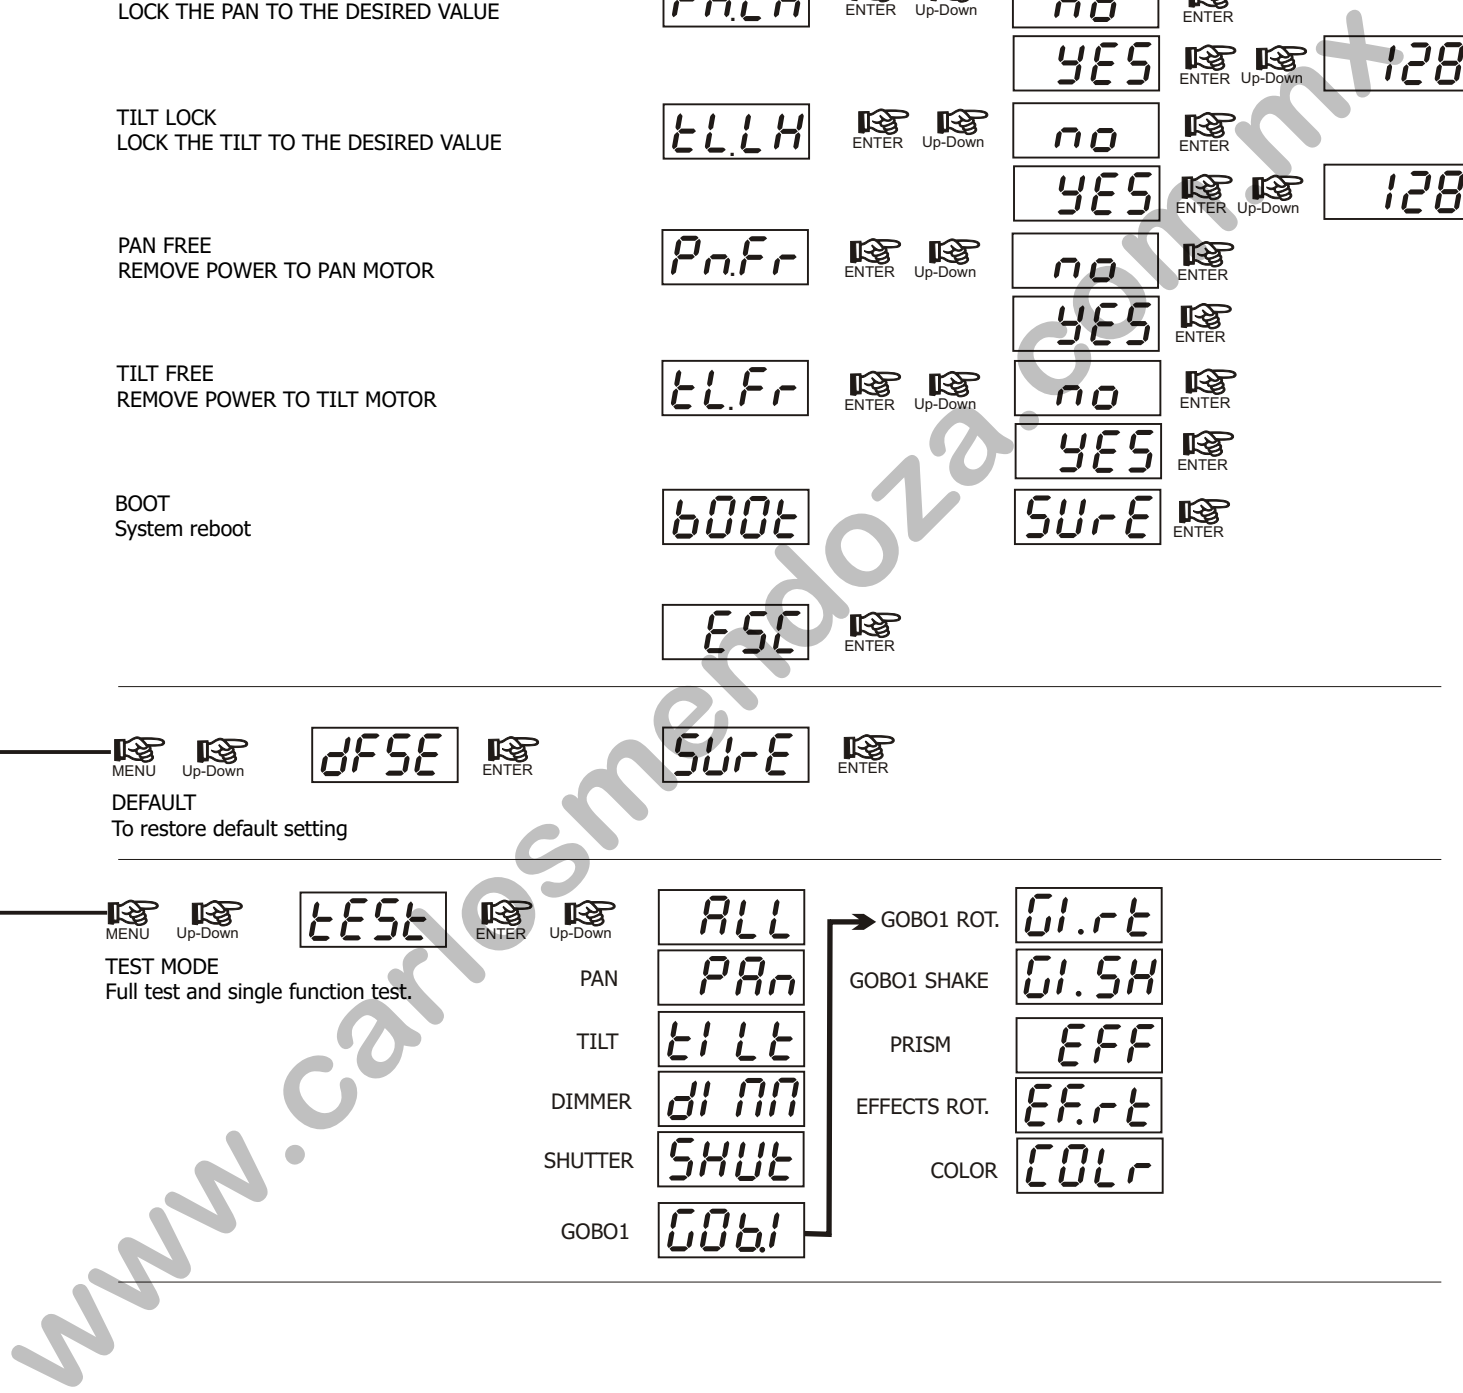 LOCK THE PAN TO THE DESIRED VALUE
ENTER Up-Down no ENTER
YES ENTER Up-Down 128
TILT LOCK
LOCK THE TILT TO THE DESIRED VALUE
tL.LH ENTER Up-Down no ENTER
YES ENTER Up-Down 128
PAN FREE
REMOVE POWER TO PAN MOTOR
Pn.Fr ENTER Up-Down no ENTER
YES ENTER
TILT FREE
REMOVE POWER TO TILT MOTOR
tL.Fr ENTER Up-Down no ENTER
YES ENTER
BOOT
System reboot
bOOt SUrE ENTER
ESC ENTER
MENU Up-Down dFSE ENTER SUrE ENTER
DEFAULT
To restore default setting
MENU Up-Down tESt ENTER Up-Down ALL
TEST MODE
Full test and single function test.
PAN PAn
TILT tILt
DIMMER
SHUTTER SHUt
GOBO1 GOb.1
GOBO1 ROT. G1.rt
GOBO1 SHAKE G1.SH
PRISM EFF
EFFECTS ROT. EF.rt
COLOR COLr
www.carlosmendoza.com.mx